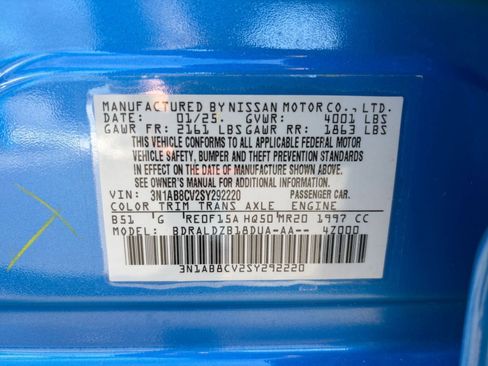 MANUFACTURED BY NISSAN MOTOR CO., LTD.
DATE: 01/25 GVWR: 4001 LBS
GAWR FR: 2161 LBS GAWR RR: 1863 LBS
THIS VEHICLE CONFORMS TO ALL APPLICABLE FEDERAL MOTOR
VEHICLE SAFETY, BUMPER AND THEFT PREVENTION STANDARDS
IN EFFECT ON THE DATE OF MANUFACTURE SHOWN ABOVE.
SEE OWNER'S MANUAL FOR ADDITIONAL INFORMATION.
VIN: 3N1AB8CV2SY292220 PASSENGER CAR.
COLOR TRIM TRANS AXLE ENGINE
B51 G RE0F15A HQ50 MR20 1997 CC
MODEL: BDRALDZB18DUA-AA-- 4Z000
3N1AB8CV2SY292220